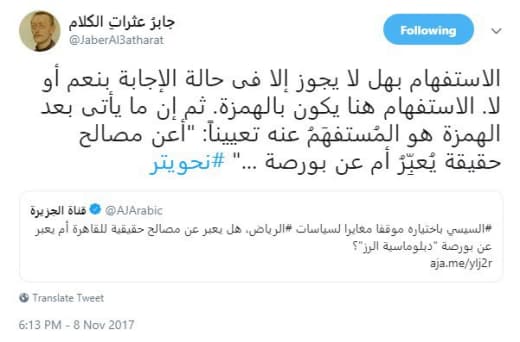 جابرُ عثراتِ الكلام
@JaberAl3atharat
Following
الاستفهام بهل لا يجوز إلا فى حالة الإجابة بنعم أو
لا. الاستفهام هنا يكون بالهمزة. ثم إن ما يأتى بعد
الهمزة هو المُستفهَمُ عنه تعييناً: "أعن مصالح
حقيقة يُعبِّرُ أم عن بورصة ..." #نحويتر
قناة الجزيرة @AJArabic
#السيسي باختياره موقفا مغايرا لسياسات #الرياض، هل يعبر عن مصالح حقيقية للقاهرة أم يعبر
عن بورصة "دبلوماسية الرز"؟
aja.me/ylj2r
Translate Tweet
6:13 PM - 8 Nov 2017